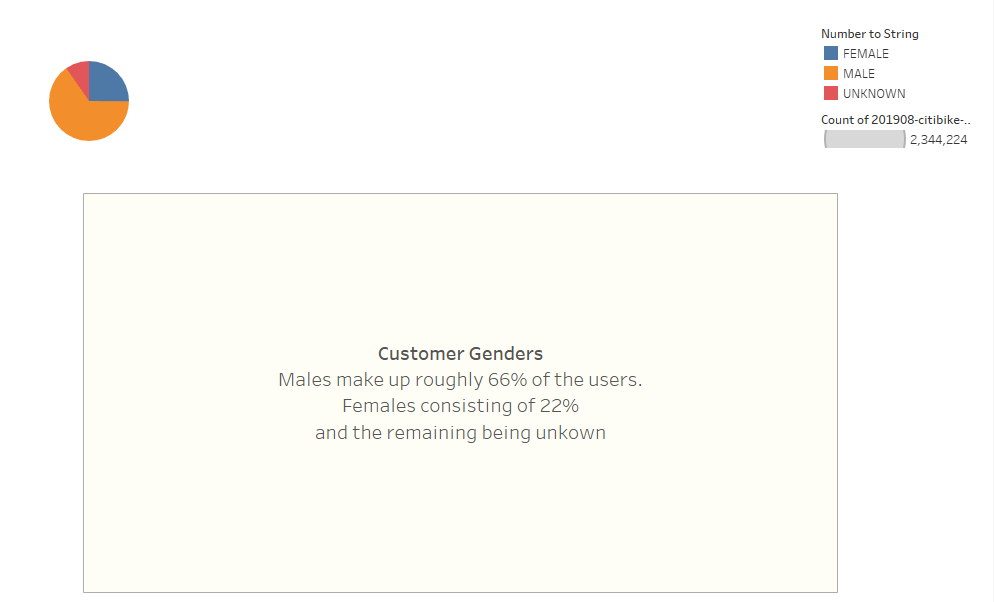 Number to String
FEMALE
MALE
UNKNOWN
Count of 201908-citibike-..
2,344,224
Customer Genders
Males make up roughly 66% of the users.
Females consisting of 22%
and the remaining being unkown